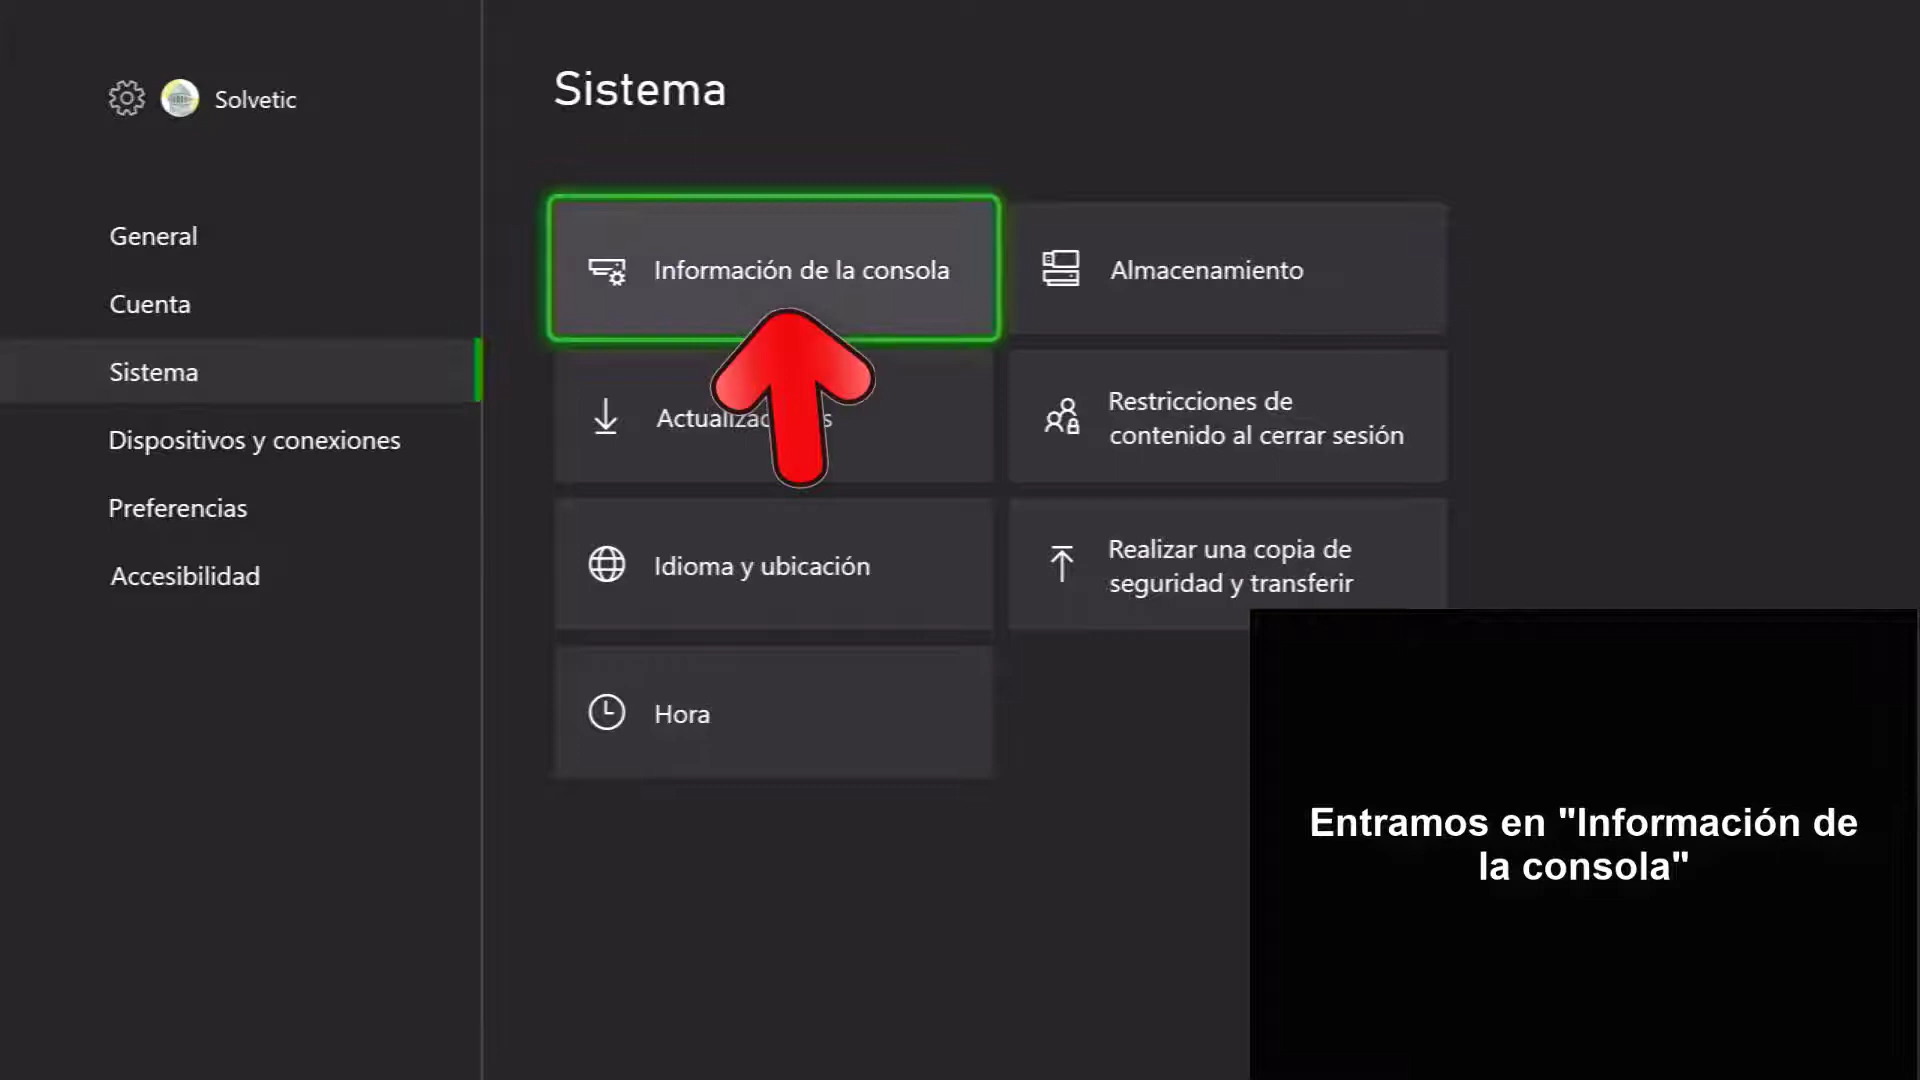 Solvetic
General
Cuenta
Sistema
Dispositivos y conexiones
Preferencias
Accesibilidad
Sistema
Información de la consola
Almacenamiento
Restricciones de
contenido al cerrar sesión
Idioma y ubicación
Realizar una copia de
seguridad y transferir
Hora
Entramos en "Información de
la consola"